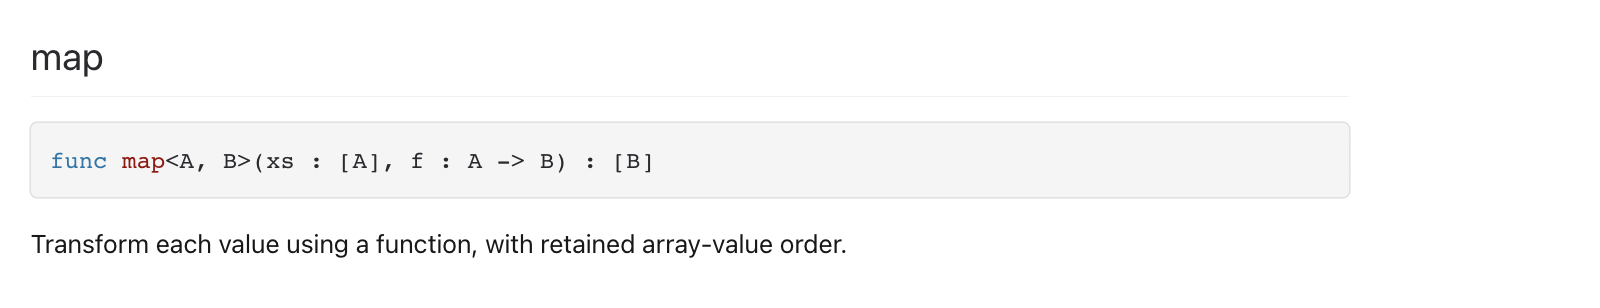 map
func map<A, B>(xs : [A], f : A -> B) : [B]
Transform each value using a function, with retained array-value order.